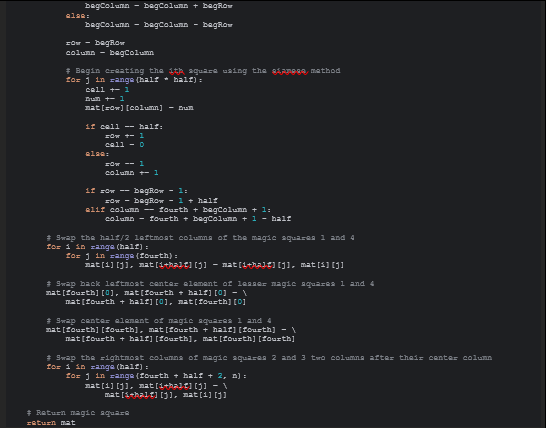 begColumn = begColumn + begRow
else:
begColumn = begColumn - begRow
row = begRow
column = begColumn
# Begin creating the ith square using the siamese method
for j in range(half * half):
cell += 1
num += 1
mat[row][column] = num
if cell == half:
row += 1
cell = 0
else:
row -= 1
column += 1
if row == begRow - 1:
row = begRow - 1 + half
elif column == fourth + begColumn + 1:
column = fourth + begColumn + 1 - half
# Swap the half/2 leftmost columns of the magic squares 1 and 4
for i in range(half):
for j in range(fourth):
mat[i][j], mat[i+half][j] = mat[i+half][j], mat[i][j]
# Swap back leftmost center element of lesser magic squares 1 and 4
mat[fourth][0], mat[fourth + half][0] = \
mat[fourth + half][0], mat[fourth][0]
# Swap center element of magic squares 1 and 4
mat[fourth][fourth], mat[fourth + half][fourth] = \
mat[fourth + half][fourth], mat[fourth][fourth]
# Swap the rightmost columns of magic squares 2 and 3 two columns after their center column
for i in range(half):
for j in range(fourth + half + 2, n):
mat[i][j], mat[i+half][j] = \
mat[i+half][j], mat[i][j]
# Return magic square
return mat